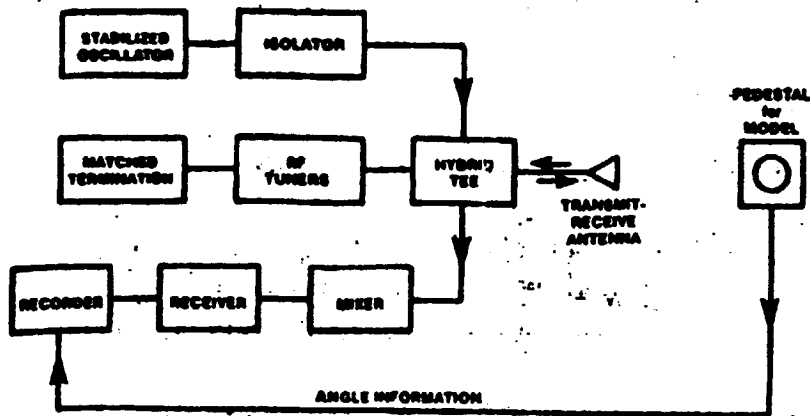 STABILIZED
OSCILLATOR
ISOLATOR
PEDESTAL
for
MODEL
MATCHED
TERMINATION
RF
TUNERS
HYBRID
TEE
TRANSMIT-
RECEIVE
ANTENNA
RECORDER
RECEIVER
MIXER
ANGLE INFORMATION